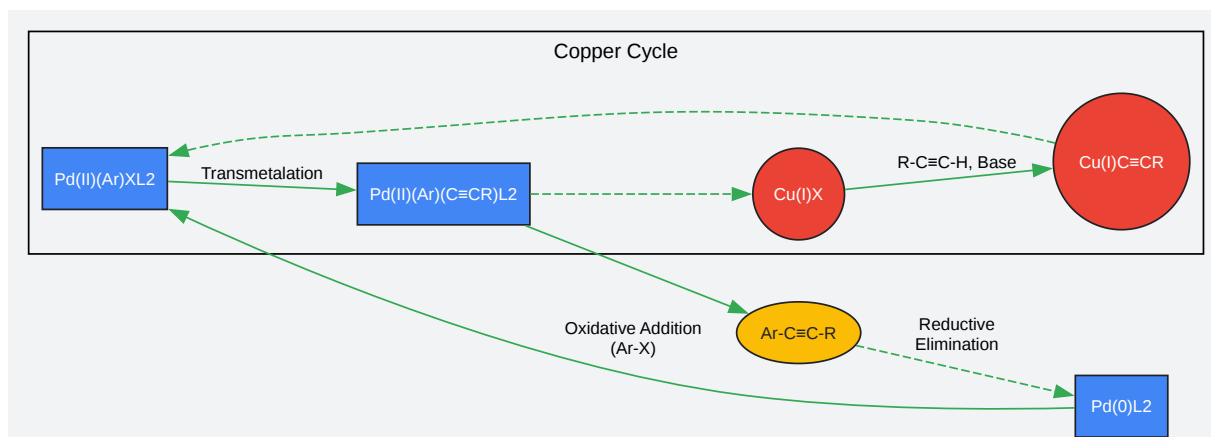 Copper Cycle
Pd(II)(Ar)XL2
Transmetalation
Pd(II)(Ar)(C≡CR)L2
Cu(I)X
R-C≡C-H, Base
Cu(I)C≡CR
Oxidative Addition
(Ar-X)
Ar-C≡C-R
Reductive
Elimination
Pd(0)L2